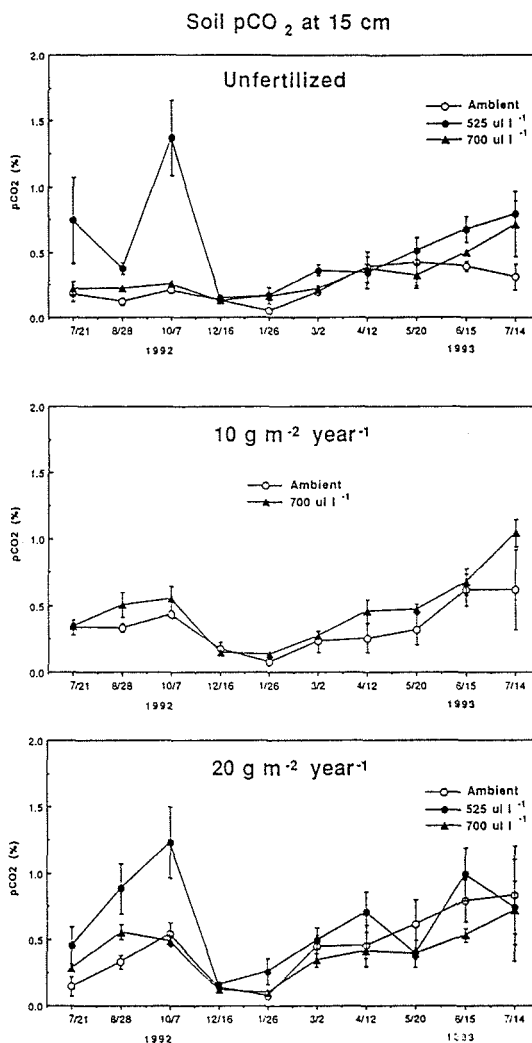 Soil pCO 2 at 15 cm
Unfertilized
Ambient
525 ul l -1
700 ul l -1
pCO2 (%)
2.0
1.5
1.0
0.5
0.0
7/21 8/28 10/7 12/16 1/26 3/2 4/12 5/20 6/15 7/14
1992 1993
10 g m-2 year-1
Ambient
700 ul l -1
pCO2 (%)
2.0
1.5
1.0
0.5
0.0
7/21 8/28 10/7 12/16 1/26 3/2 4/12 5/20 6/15 7/14
1992 1993
20 g m-2 year-1
Ambient
525 ul l -1
700 ul l -1
pCO2 (%)
2.0
1.5
1.0
0.5
0.0
7/21 8/28 10/7 12/16 1/26 3/2 4/12 5/20 6/15 7/14
1992 1933